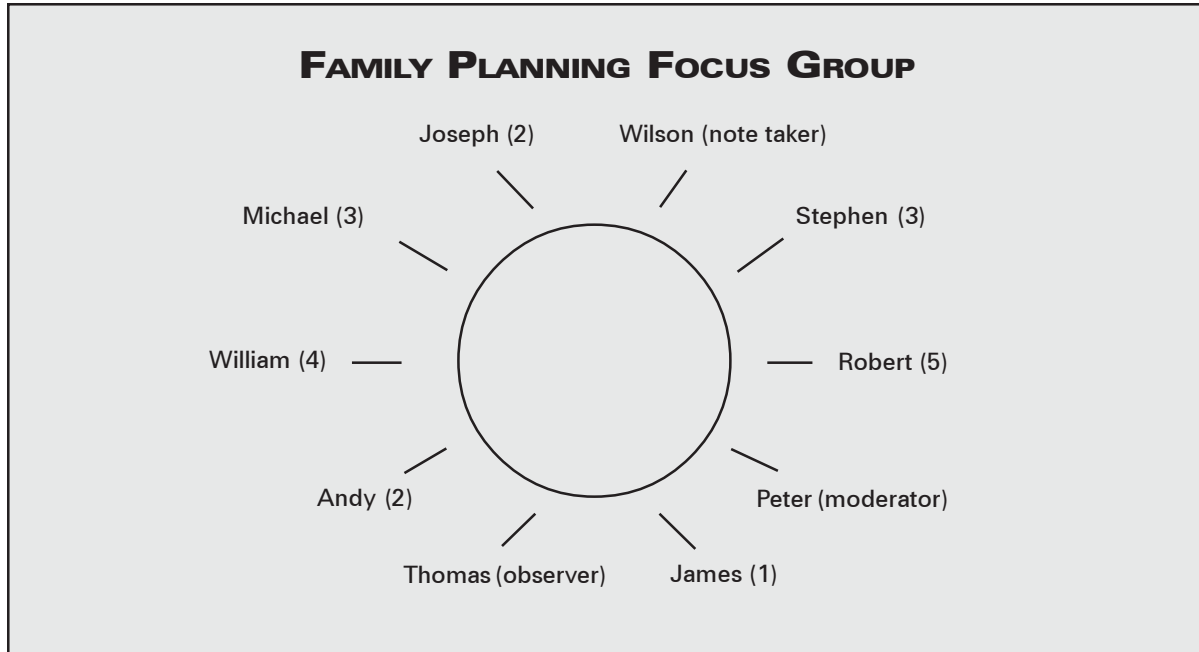 FAMILY PLANNING FOCUS GROUP
Joseph (2)
Wilson (note taker)
Michael (3)
Stephen (3)
William (4)
Robert (5)
Andy (2)
Peter (moderator)
Thomas (observer)
James (1)